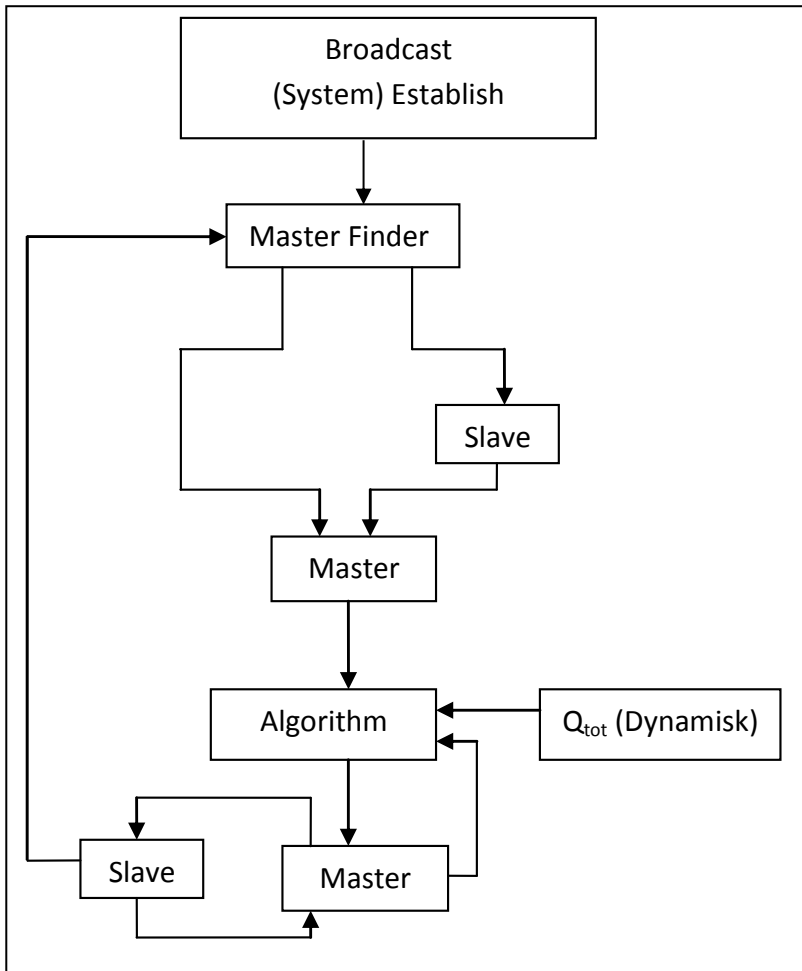 Broadcast
(System) Establish
Master Finder
Slave
Master
Algorithm
Qtot (Dynamisk)
Slave
Master